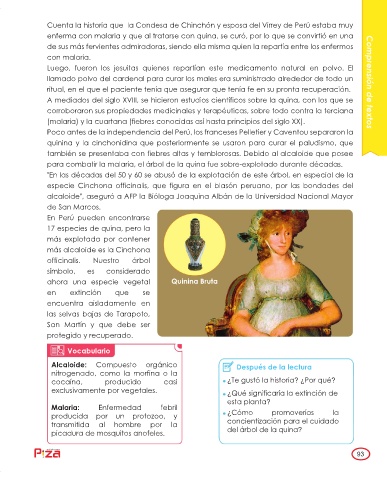 Cuenta la historia que la Condesa de Chinchón y esposa del Virrey de Perú estaba muy
enferma con malaria y que al tratarse con quina, se curó, por lo que se convirtió en una
de sus más fervientes admiradoras, siendo ella misma quien la repartía entre los enfermos
con malaria.
Luego, fueron los jesuitas quienes repartían este medicamento natural en polvo. El
llamado polvo del cardenal para curar los males era suministrado alrededor de todo un
ritual, en el que el paciente tenía que asegurar que tenía fe en su pronta recuperación.
A mediados del siglo XVIII, se hicieron estudios científicos sobre la quina, con los que se
corroboraron sus propiedades medicinales y terapéuticas, sobre todo contra la terciana
(malaria) y la cuartana (fiebres conocidas así hasta principios del siglo XX).
Poco antes de la independencia del Perú, los franceses Pelletier y Caventou separaron la
quinina y la cinchonidina que posteriormente se usaron para curar el paludismo, que
también se presentaba con fiebres altas y temblorosas. Debido al alcaloide que posee
para combatir la malaria, el árbol de la quina fue sobre-explotado durante décadas.
"En las décadas del 50 y 60 se abusó de la explotación de este árbol, en especial de la
especie Cinchona officinalis, que figura en el blasón peruano, por las bondades del
alcaloide", aseguró a AFP la Bióloga Joaquina Albán de la Universidad Nacional Mayor
de San Marcos.
En Perú pueden encontrarse
17 especies de quina, pero la
más explotada por contener
más alcaloide es la Cinchona
officinalis. Nuestro árbol
símbolo, es considerado
ahora una especie vegetal
en extinción que se
encuentra aisladamente en
las selvas bajas de Tarapoto,
San Martín y que debe ser
protegido y recuperado.
Quinina Bruta
Comprensión de textos
Vocabulario
Alcaloide: Compuesto orgánico
nitrogenado, como la morfina o la
cocaína, producido casi
exclusivamente por vegetales.
Malaria: Enfermedad febril
producida por un protozoo, y
transmitida al hombre por la
picadura de mosquitos anofeles.
Después de la lectura
¿Te gustó la historia? ¿Por qué?
¿Qué significaría la extinción de
esta planta?
¿Cómo promoverías la
concientización para el cuidado
del árbol de la quina?
93